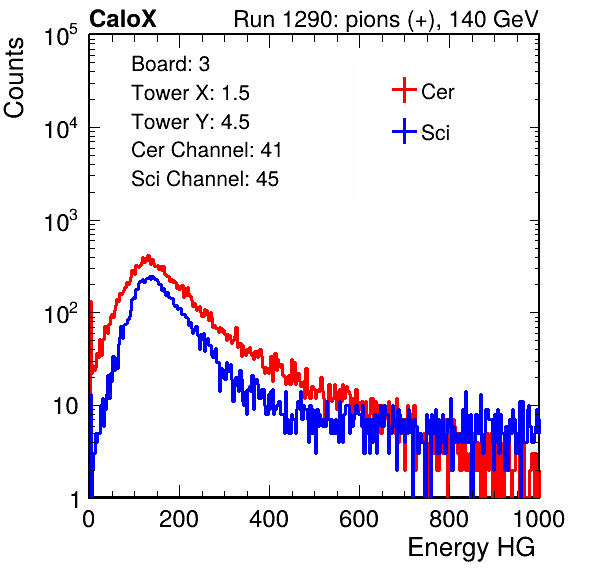 CaloX Run 1290: pions (+), 140 GeV
Counts
10^5
10^4
10^3
10^2
10
1
Board: 3
Tower X: 1.5
Tower Y: 4.5
Cer Channel: 41
Sci Channel: 45
Cer
Sci
0 200 400 600 800 1000
Energy HG